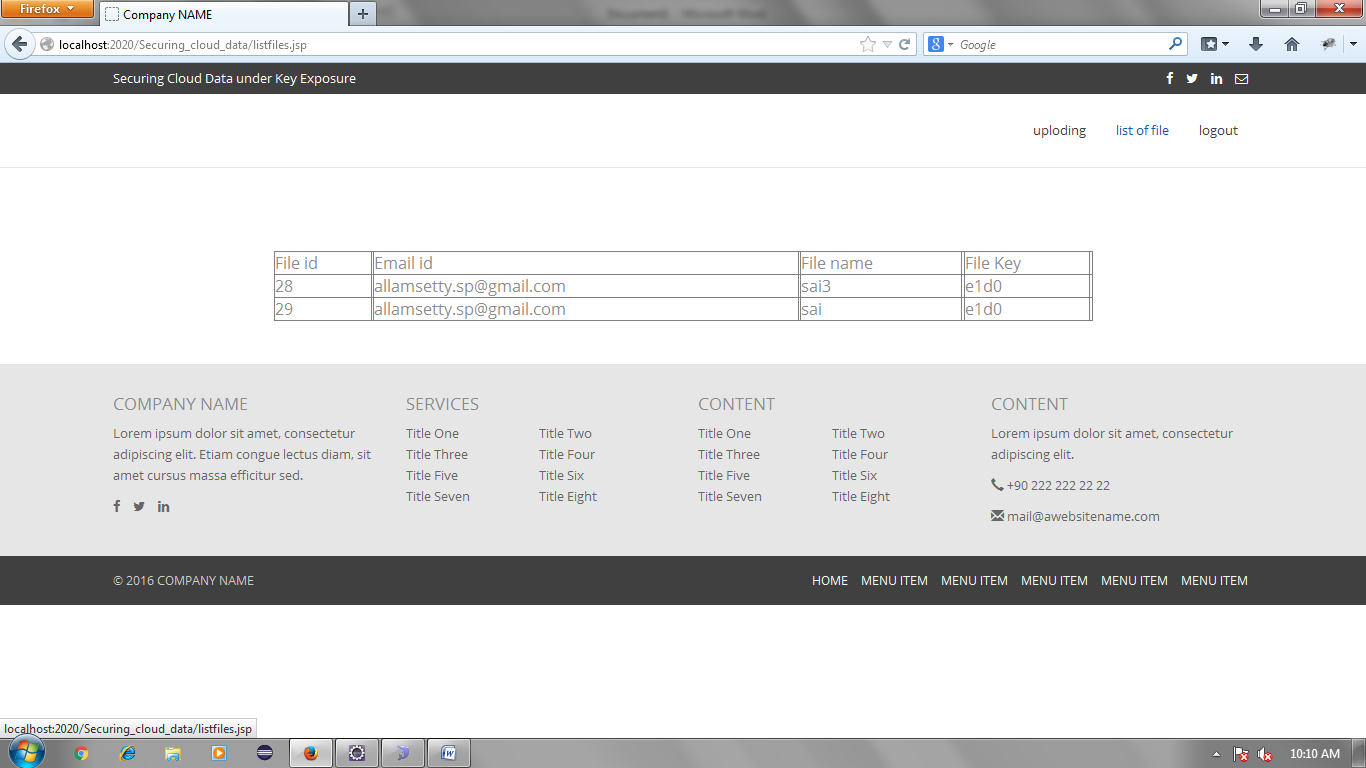 Firefox
Company NAME
localhost:2020/Securing_cloud_data/listfiles.jsp
Google
Securing Cloud Data under Key Exposure
uploding list of file logout
File id Email id File name File Key
28 allamsetty.sp@gmail.com sai3 e1d0
29 allamsetty.sp@gmail.com sai e1d0
COMPANY NAME
Lorem ipsum dolor sit amet, consectetur
adipiscing elit. Etiam congue lectus diam, sit
amet cursus massa efficitur sed.
SERVICES
Title One Title Two
Title Three Title Four
Title Five Title Six
Title Seven Title Eight
CONTENT
Title One Title Two
Title Three Title Four
Title Five Title Six
Title Seven Title Eight
CONTENT
Lorem ipsum dolor sit amet, consectetur
adipiscing elit.
+90 222 222 22 22
mail@awebsitename.com
© 2016 COMPANY NAME
HOME MENU ITEM MENU ITEM MENU ITEM MENU ITEM MENU ITEM
localhost:2020/Securing_cloud_data/listfiles.jsp
10:10 AM